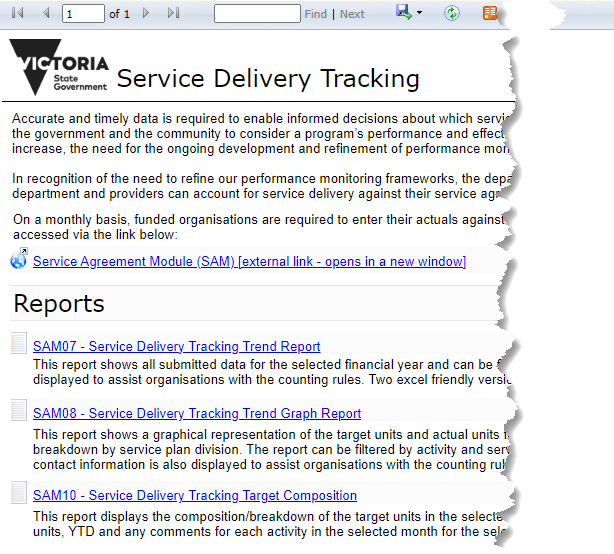 1 of 1 Find | Next
VICTORIA
State
Government
Service Delivery Tracking
Accurate and timely data is required to enable informed decisions about which
the government and the community to consider a program's performance and
increase, the need for the ongoing development and refinement of performance
In recognition of the need to refine our performance monitoring frameworks, the
department and providers can account for service delivery against their service
On a monthly basis, funded organisations are required to enter their actuals against
accessed via the link below:
Service Agreement Module (SAM) [external link - opens in a new window]
Reports
SAM07 - Service Delivery Tracking Trend Report
This report shows all submitted data for the selected financial year and can be
displayed to assist organisations with the counting rules. Two excel friendly
SAM08 - Service Delivery Tracking Trend Graph Report
This report shows a graphical representation of the target units and actual units
breakdown by service plan division. The report can be filtered by activity and
contact information is also displayed to assist organisations with the counting
SAM10 - Service Delivery Tracking Target Composition
This report displays the composition/breakdown of the target units in the
units, YTD and any comments for each activity in the selected month for the